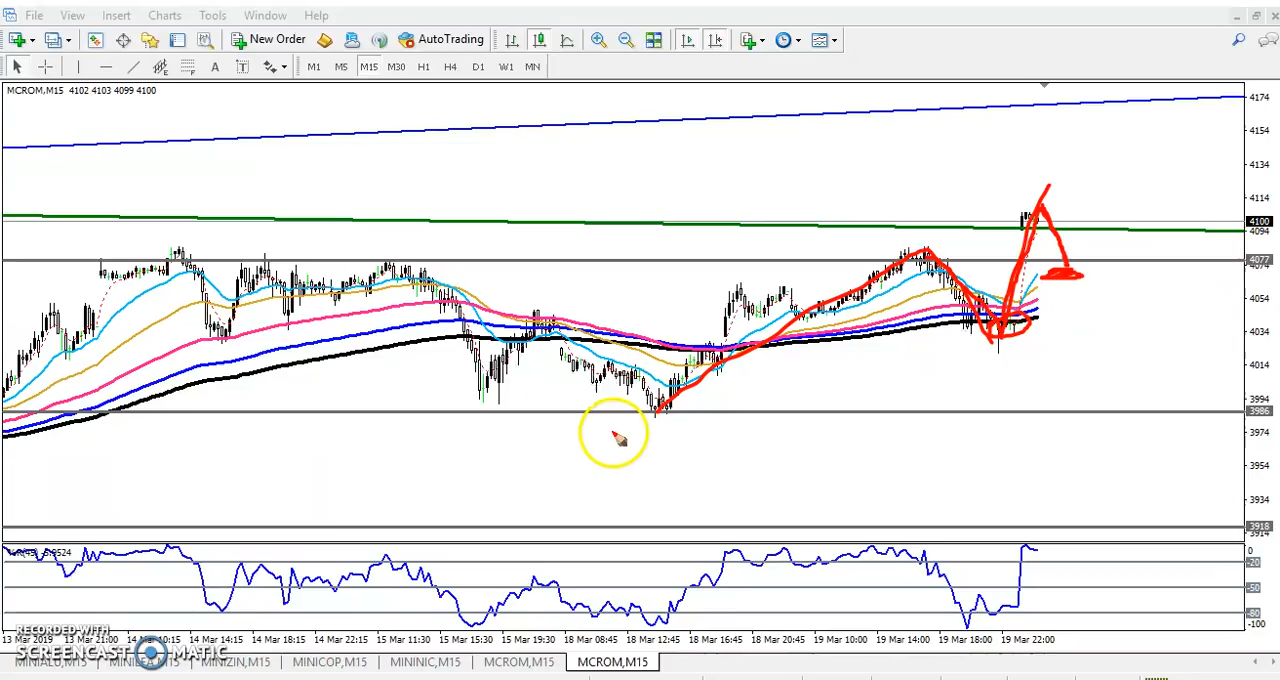 File View Insert Charts Tools Window Help
New Order AutoTrading
A T M1 M5 M15 M30 H1 H4 D1 W1 MN
MCROM,M15 4102 4103 4099 4100
4174
4154
4134
4114
4100
4094
4077
4074
4054
4034
4014
3994
3986
3974
3954
3934
3918
3914
0
-20
-50
-80
-100
13 Mar 2019 13 Mar 21:00 14 Mar 10:15 14 Mar 14:15 14 Mar 18:15 14 Mar 22:15 15 Mar 11:30 15 Mar 15:30 15 Mar 19:30 18 Mar 08:45 18 Mar 12:45 18 Mar 16:45 18 Mar 20:45 19 Mar 10:00 19 Mar 14:00 19 Mar 18:00 19 Mar 22:00
RECORDED WITH
SCREENCAST MATIC
MINIALU,M15 MINILEA,M15 MINIZIN,M15 MINICOP,M15 MININIC,M15 MCROM,M15 MCROM,M15